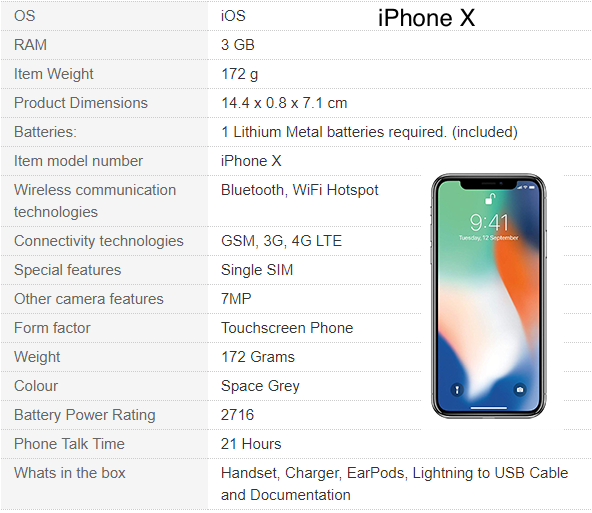 iPhone X
OS iOS
RAM 3 GB
Item Weight 172 g
Product Dimensions 14.4 x 0.8 x 7.1 cm
Batteries: 1 Lithium Metal batteries required. (included)
Item model number iPhone X
Wireless communication technologies Bluetooth, WiFi Hotspot
Connectivity technologies GSM, 3G, 4G LTE
Special features Single SIM
Other camera features 7MP
Form factor Touchscreen Phone
Weight 172 Grams
Colour Space Grey
Battery Power Rating 2716
Phone Talk Time 21 Hours
Whats in the box Handset, Charger, EarPods, Lightning to USB Cable
and Documentation
9:41
Tuesday, 12 September